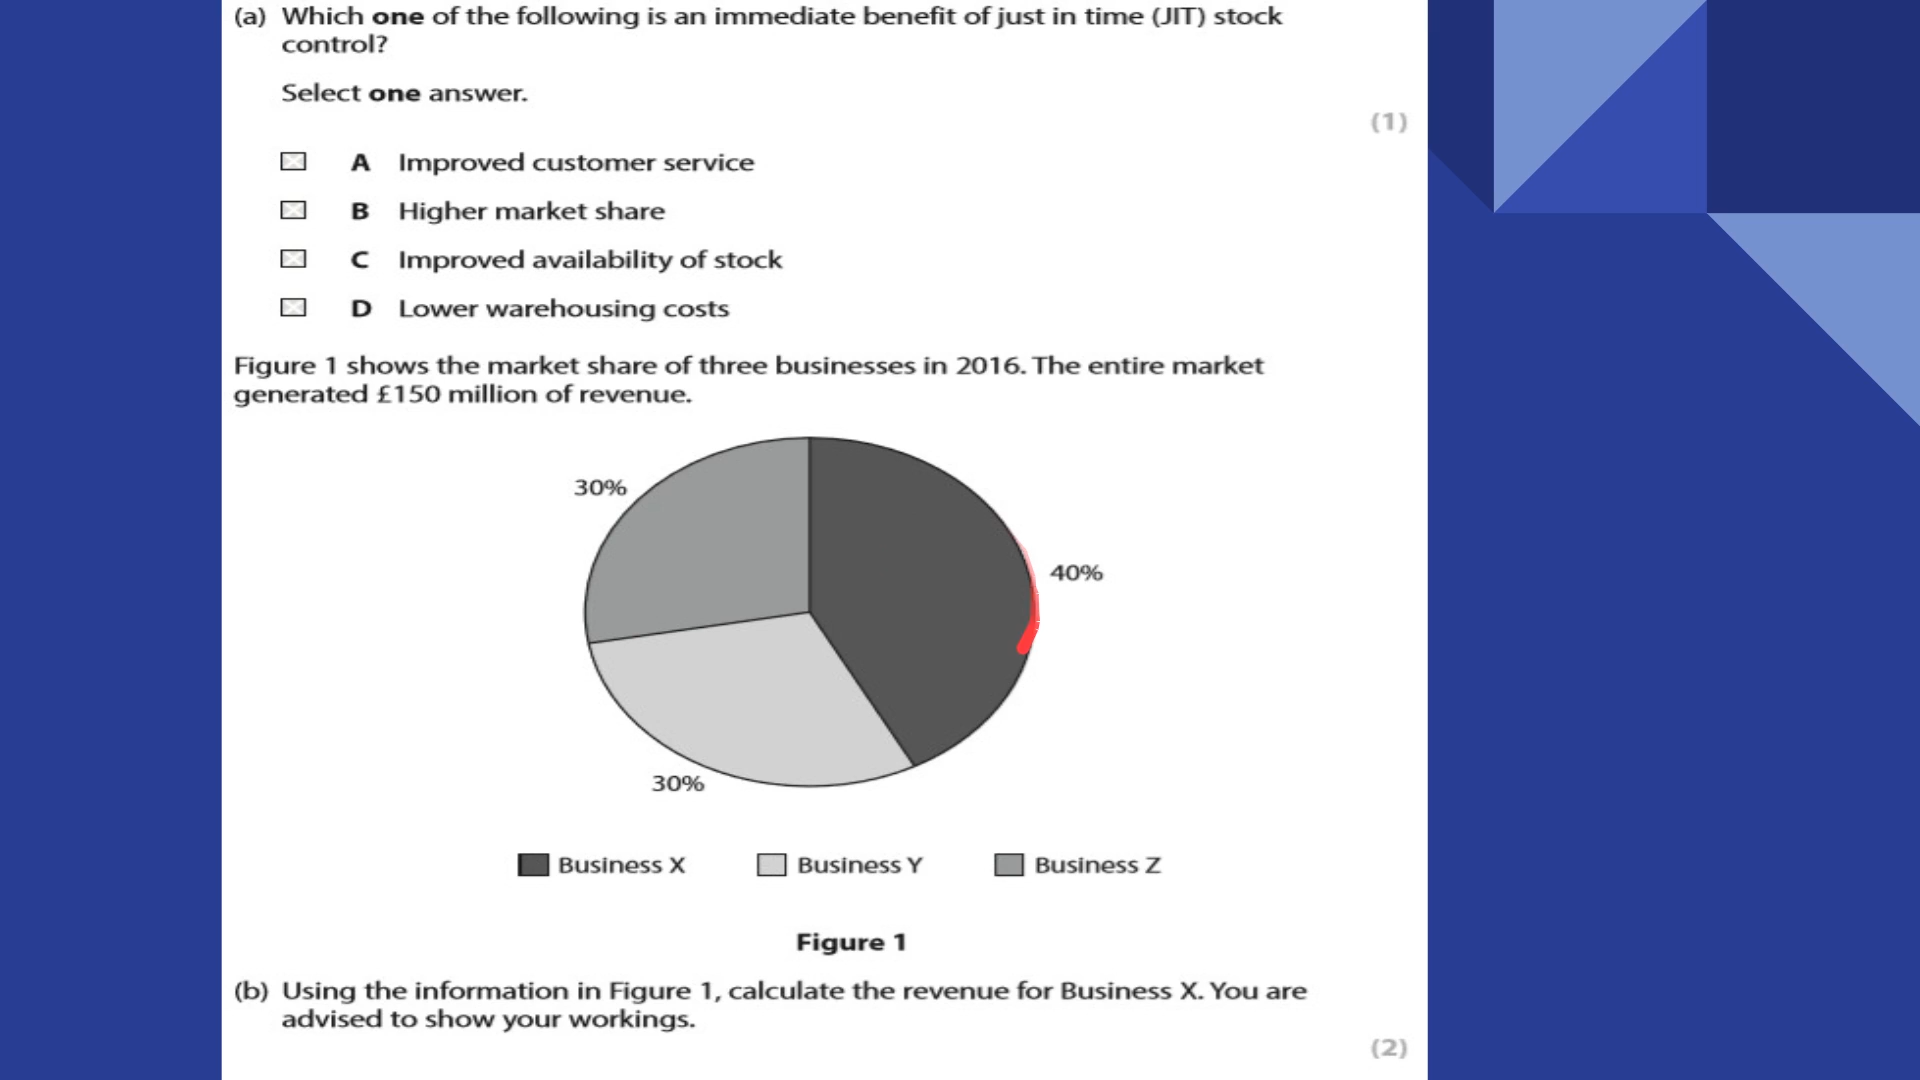 (a) Which one of the following is an immediate benefit of just in time (JIT) stock
control?
Select one answer.
(1)
A Improved customer service
B Higher market share
C Improved availability of stock
D Lower warehousing costs
Figure 1 shows the market share of three businesses in 2016. The entire market
generated £150 million of revenue.
30%
40%
30%
Business X Business Y Business Z
Figure 1
(b) Using the information in Figure 1, calculate the revenue for Business X. You are
advised to show your workings.
(2)